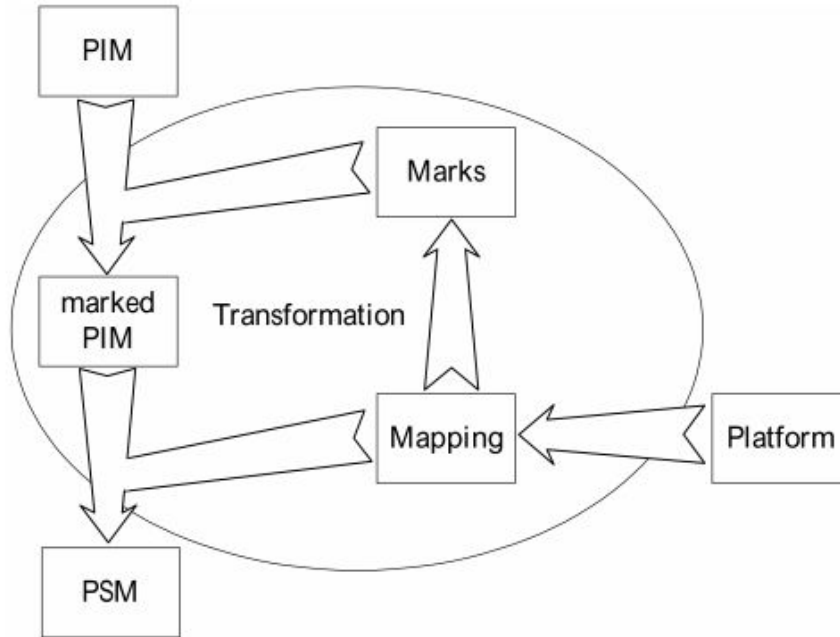 PIM
Marks
marked
PIM
Transformation
Mapping
Platform
PSM